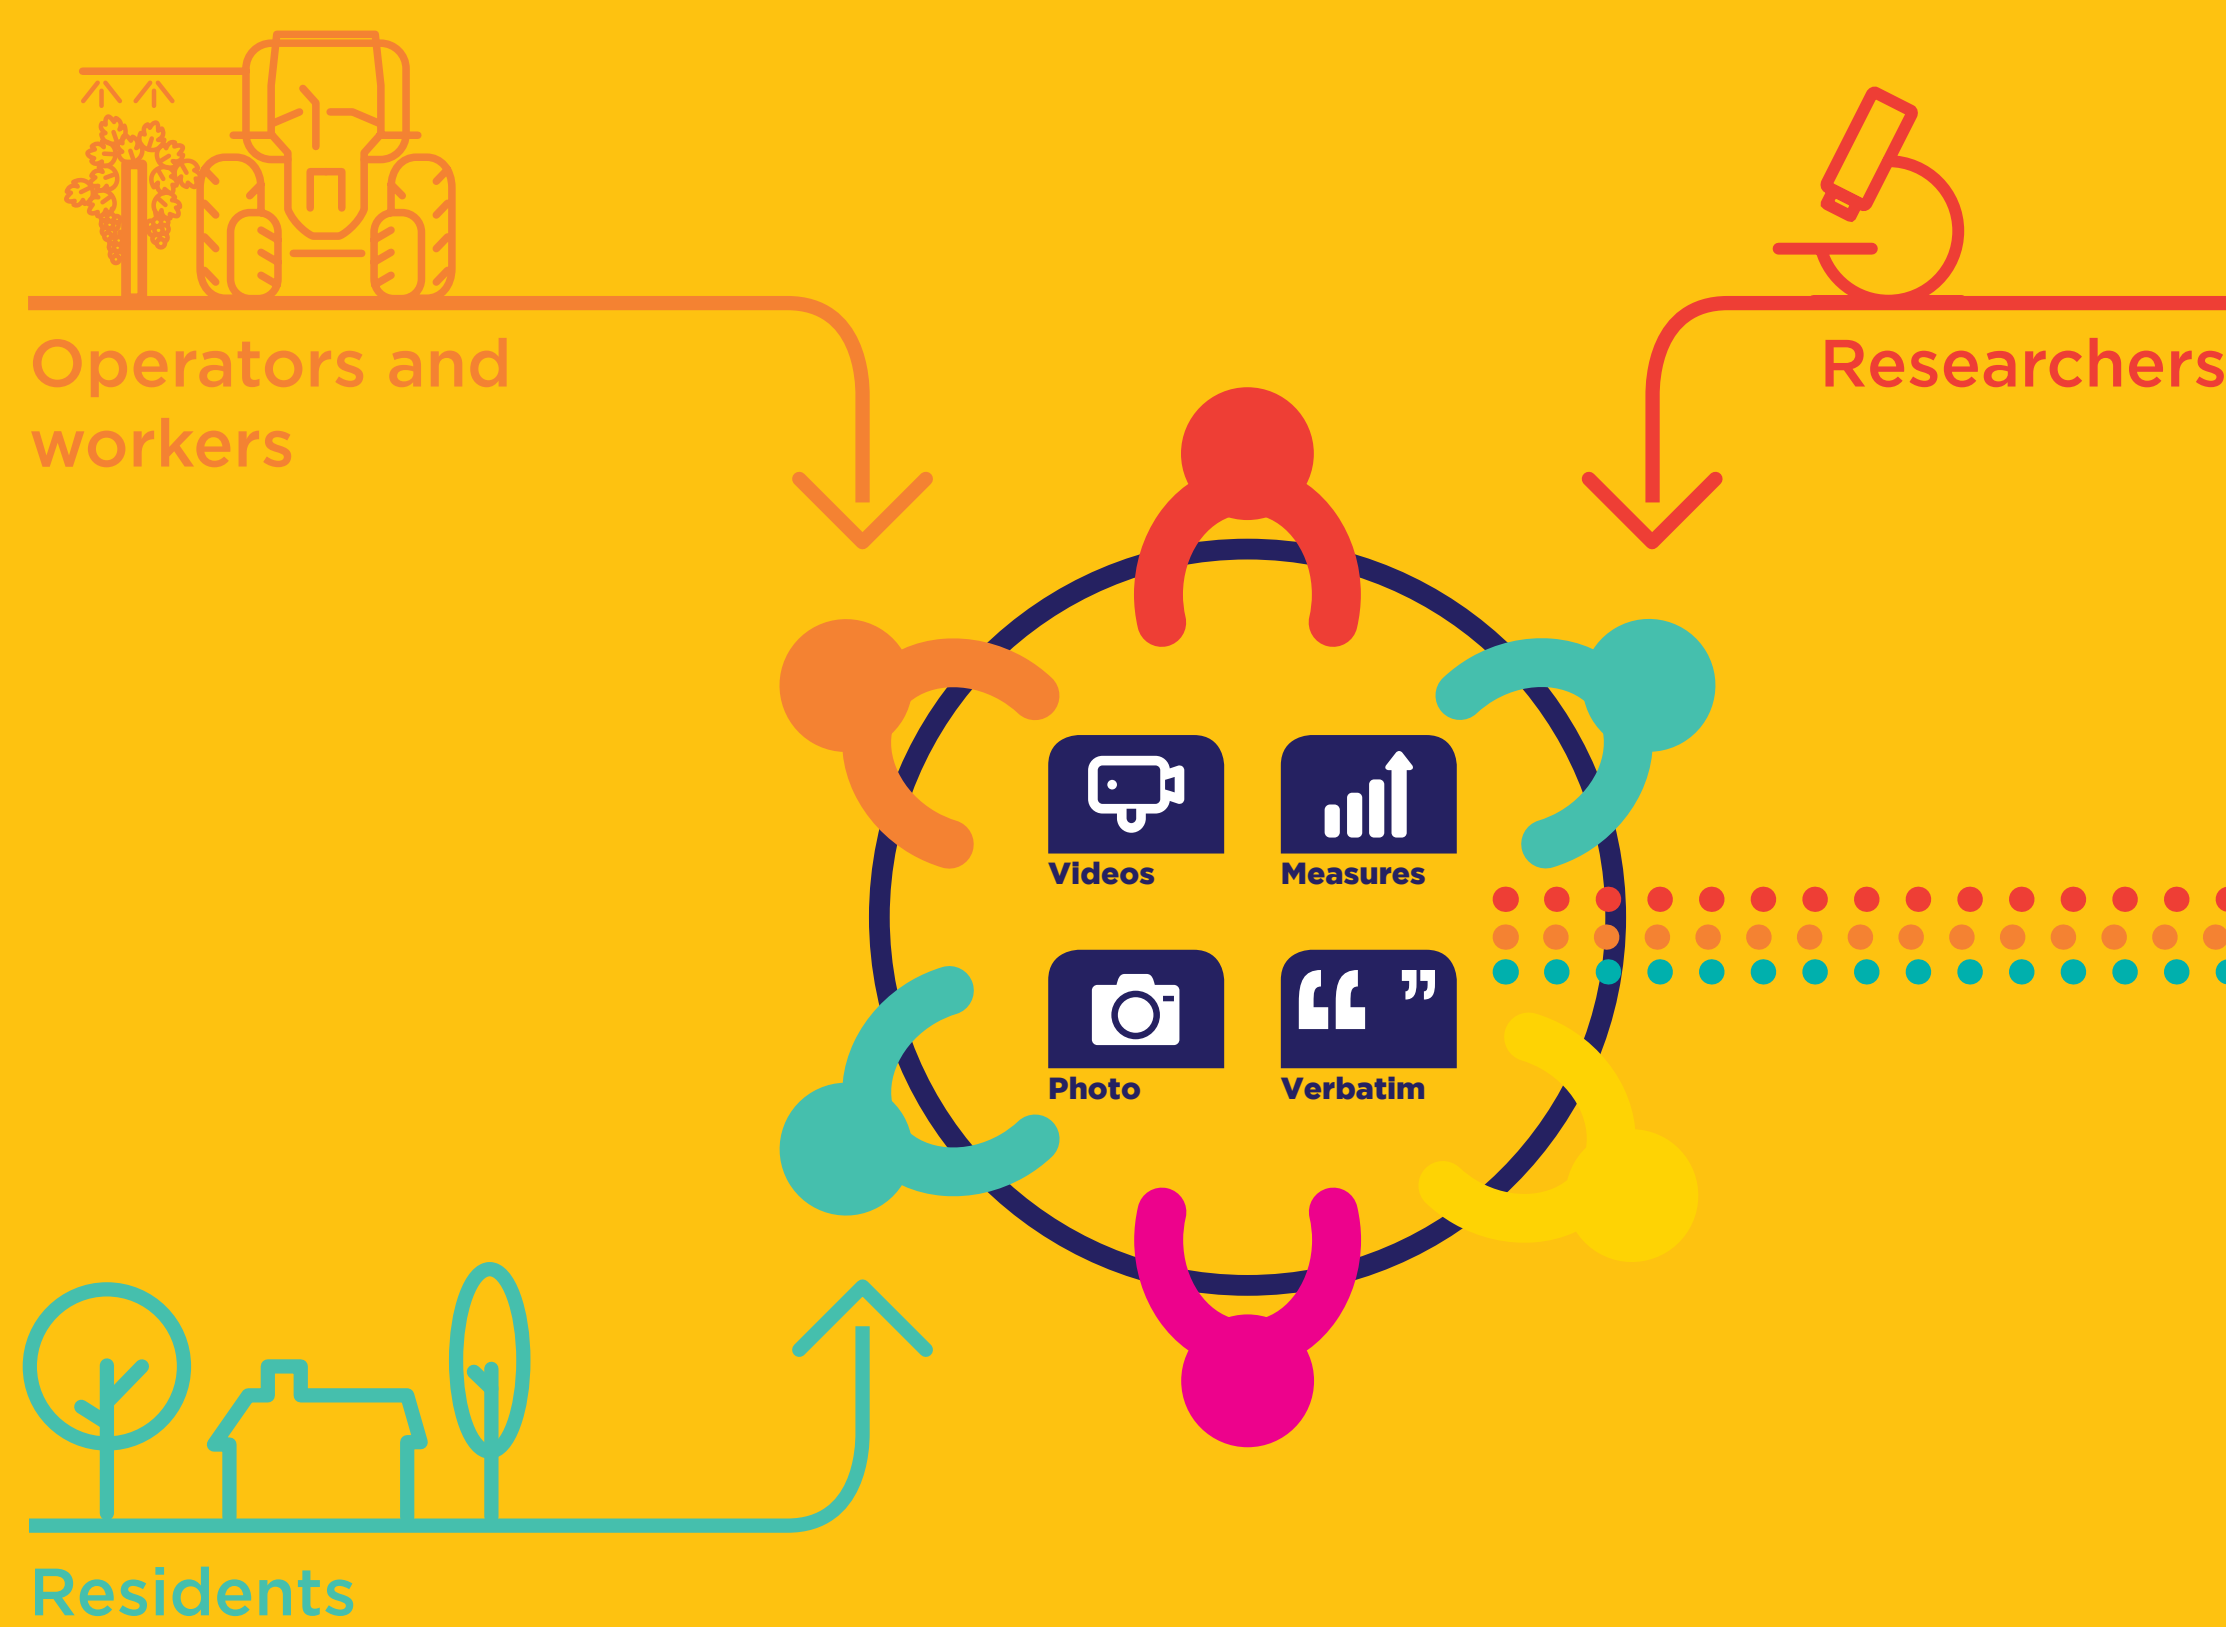 Operators and
workers
Researchers
Videos
Measures
Photo
Verbatim
Residents